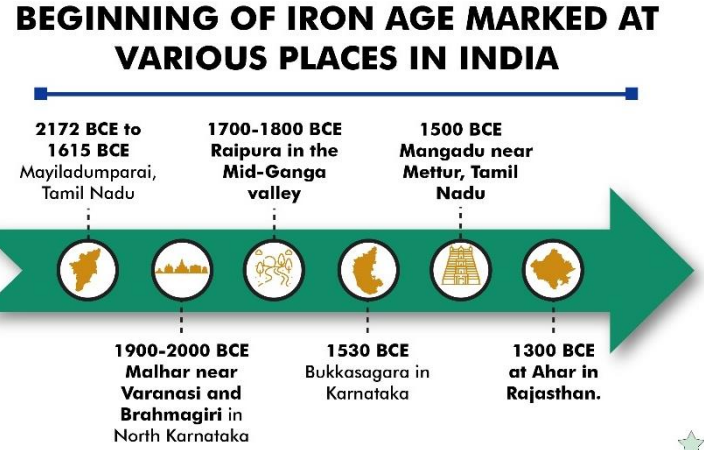 BEGINNING OF IRON AGE MARKED AT
VARIOUS PLACES IN INDIA
2172 BCE to
1615 BCE
Mayiladumparai,
Tamil Nadu
1900-2000 BCE
Malhar near
Varanasi and
Brahmagiri in
North Karnataka
1700-1800 BCE
Raipura in the
Mid-Ganga
valley
1530 BCE
Bukkasagara in
Karnataka
1500 BCE
Mangadu near
Mettur, Tamil
Nadu
1300 BCE
at Ahar in
Rajasthan.